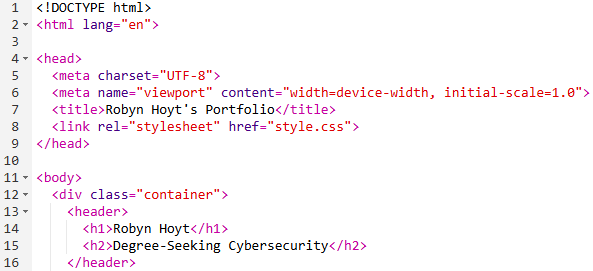 1 <!DOCTYPE html>
2 <html lang="en">
3
4 <head>
5 <meta charset="UTF-8">
6 <meta name="viewport" content="width=device-width, initial-scale=1.0">
7 <title>Robyn Hoyt's Portfolio</title>
8 <link rel="stylesheet" href="style.css">
9 </head>
10
11 <body>
12 <div class="container">
13 <header>
14 <h1>Robyn Hoyt</h1>
15 <h2>Degree-Seeking Cybersecurity</h2>
16 </header>